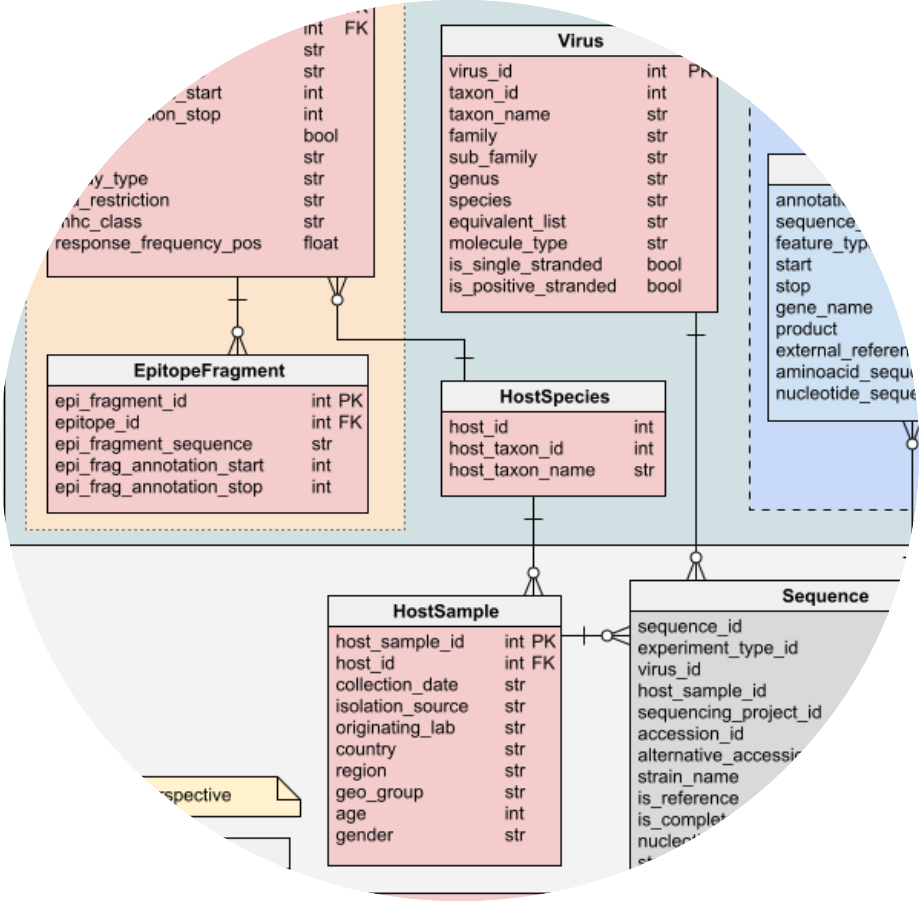 int FK
str
str
_start int
ion_stop int
bool
str
_type str
_restriction str
mhc_class str
response_frequency_pos float
EpitopeFragment
epi_fragment_id int PK
epitope_id int FK
epi_fragment_sequence str
epi_frag_annotation_start int
epi_frag_annotation_stop int
Virus
virus_id int PK
taxon_id int
taxon_name str
family str
sub_family str
genus str
species str
equivalent_list str
molecule_type str
is_single_stranded bool
is_positive_stranded bool
HostSpecies
host_id int
host_taxon_id int
host_taxon_name str
annotati
sequence_
feature_typ
start
stop
gene_name
product
external_referen
aminoacid_sequ
nucleotide_seque
HostSample
host_sample_id int PK
host_id int FK
collection_date str
isolation_source str
originating_lab str
country str
region str
geo_group str
age int
gender str
Sequence
sequence_id
experiment_type_id
virus_id
host_sample_id
sequencing_project_id
accession_id
alternative_accessio
strain_name
is_reference
is_complet
nucleot
rspective